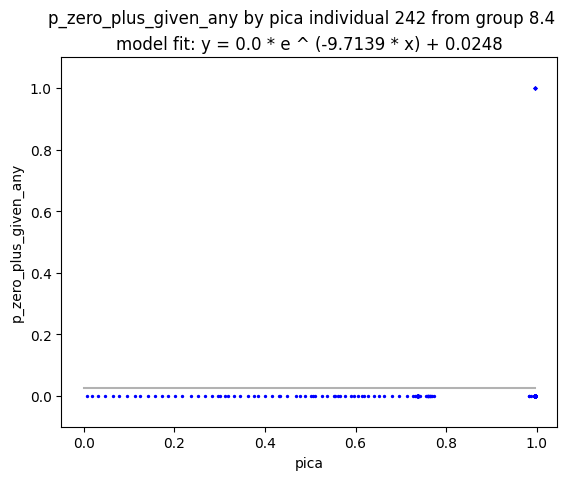 p_zero_plus_given_any by pica individual 242 from group 8.4
model fit: y = 0.0 * e ^ (-9.7139 * x) + 0.0248
1.0
0.8
0.6
0.4
0.2
0.0
p_zero_plus_given_any
0.0 0.2 0.4 0.6 0.8 1.0
pica